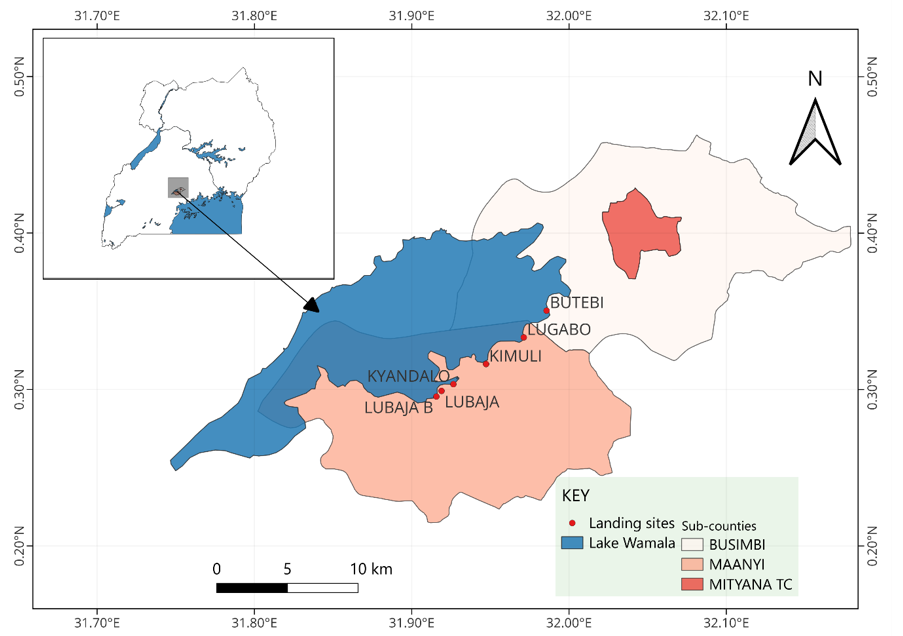 31.70°E 31.80°E 31.90°E 32.00°E 32.10°E
0.50°N 0.50°N
N
0.40°N 0.40°N
BUTEBI
LUGABO
KIMULI
KYANDALO
0.30°N 0.30°N
LUBAJA B LUBAJA
KEY
Landing sites Sub-counties
Lake Wamala BUSIMBI
0.20°N 0.20°N
MAANYI
0 5 10 km
MITYANA TC
31.70°E 31.80°E 31.90°E 32.00°E 32.10°E